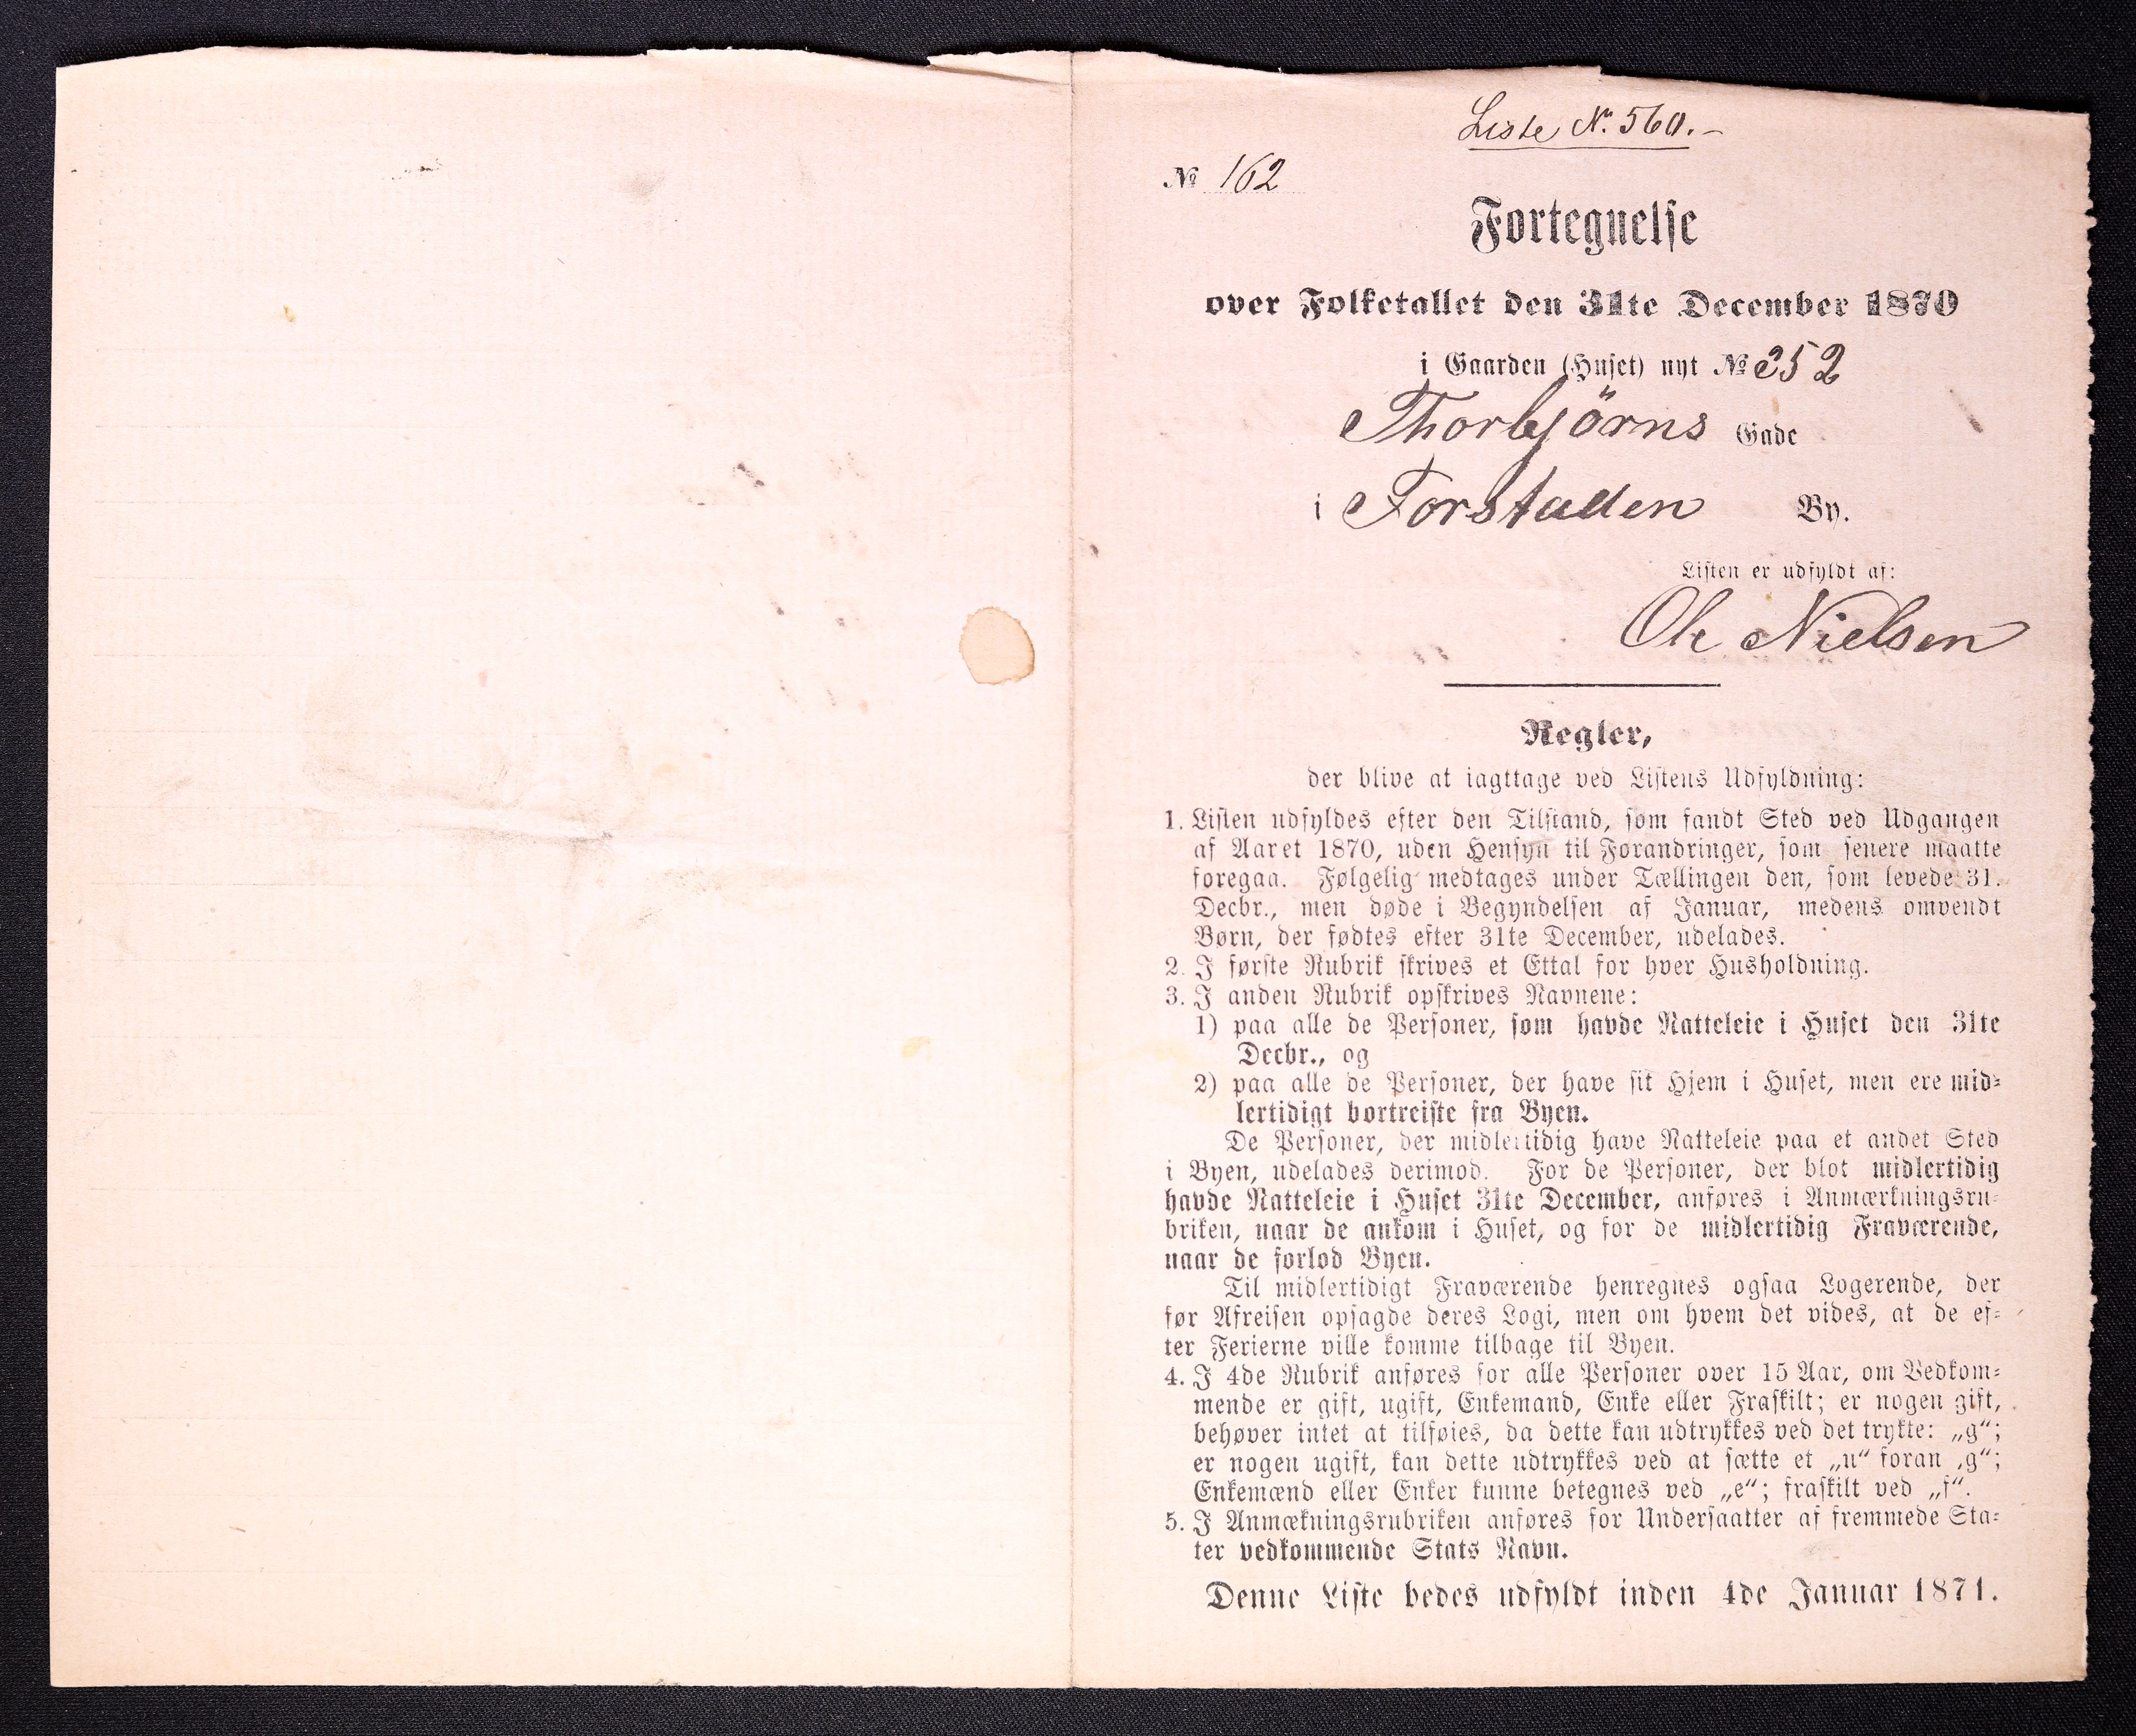 Liste No. 560.-
No 162
Fortegnelse
over Folketallet den 31te December 1870
i Gaarden (Huset) nyt No 252
Thorbjörns Gade
i Forstaden By.
Listen er udfyldt af:
Ole Nielsen
Regler,
der blive at iagttage ved Listens Udfyldning:
1. Listen udfyldes efter den Tilstand, som fandt Sted ved Udgangen
af Aaret 1870, uden Hensyn til Forandringer, som senere maatte
foregaa. Følgelig medtages under Tællingen den, som levede 31.
Decbr., men døde i Begyndelsen af Januar, medens omvendt
Børn, der fødtes efter 31te December, udelades.
2. I første Rubrik skrives et Ettal for hver Husholdning.
3. I anden Rubrik opskrives Navnene:
1) paa alle de Personer, som havde Natteleie i Huset den 31te
Decbr., og
2) paa alle de Personer, der have sit Hjem i Huset, men ere mid-
lertidigt bortreiste fra Byen.
De Personer, der midlertidig have Natteleie paa et andet Sted
i Byen, udelades derimod. For de Personer, der blot midlertidig
havde Natteleie i Huset 31te December, anføres i Anmærkningsru-
briken, naar de ankom i Huset, og for de midlertidig Fraværende,
naar de forlod Byen.
Til midlertidigt Fraværende henregnes ogsaa Logerende, der
før Afreisen opsagde deres Logi, men om hvem det vides, at de ef-
ter Ferierne ville komme tilbage til Byen.
4. I 4de Rubrik anføres for alle Personer over 15 Aar, om Vedkom-
mende er gift, ugift, Enkemand, Enke eller Fraskilt; er nogen gift,
behøver intet at tilføies, da dette kan udtrykkes ved det trykte: „g“;
er nogen ugift, kan dette udtrykkes ved at sætte et „u“ foran „g“;
Enkemænd eller Enker kunne betegnes ved „e“; fraskilt ved „f“.
5. I Anmækningsrubriken anføres for Undersaatter af fremmede Sta-
ter vedkommende Stats Navn.
Denne Liste bedes udfyldt inden 4de Januar 1871.